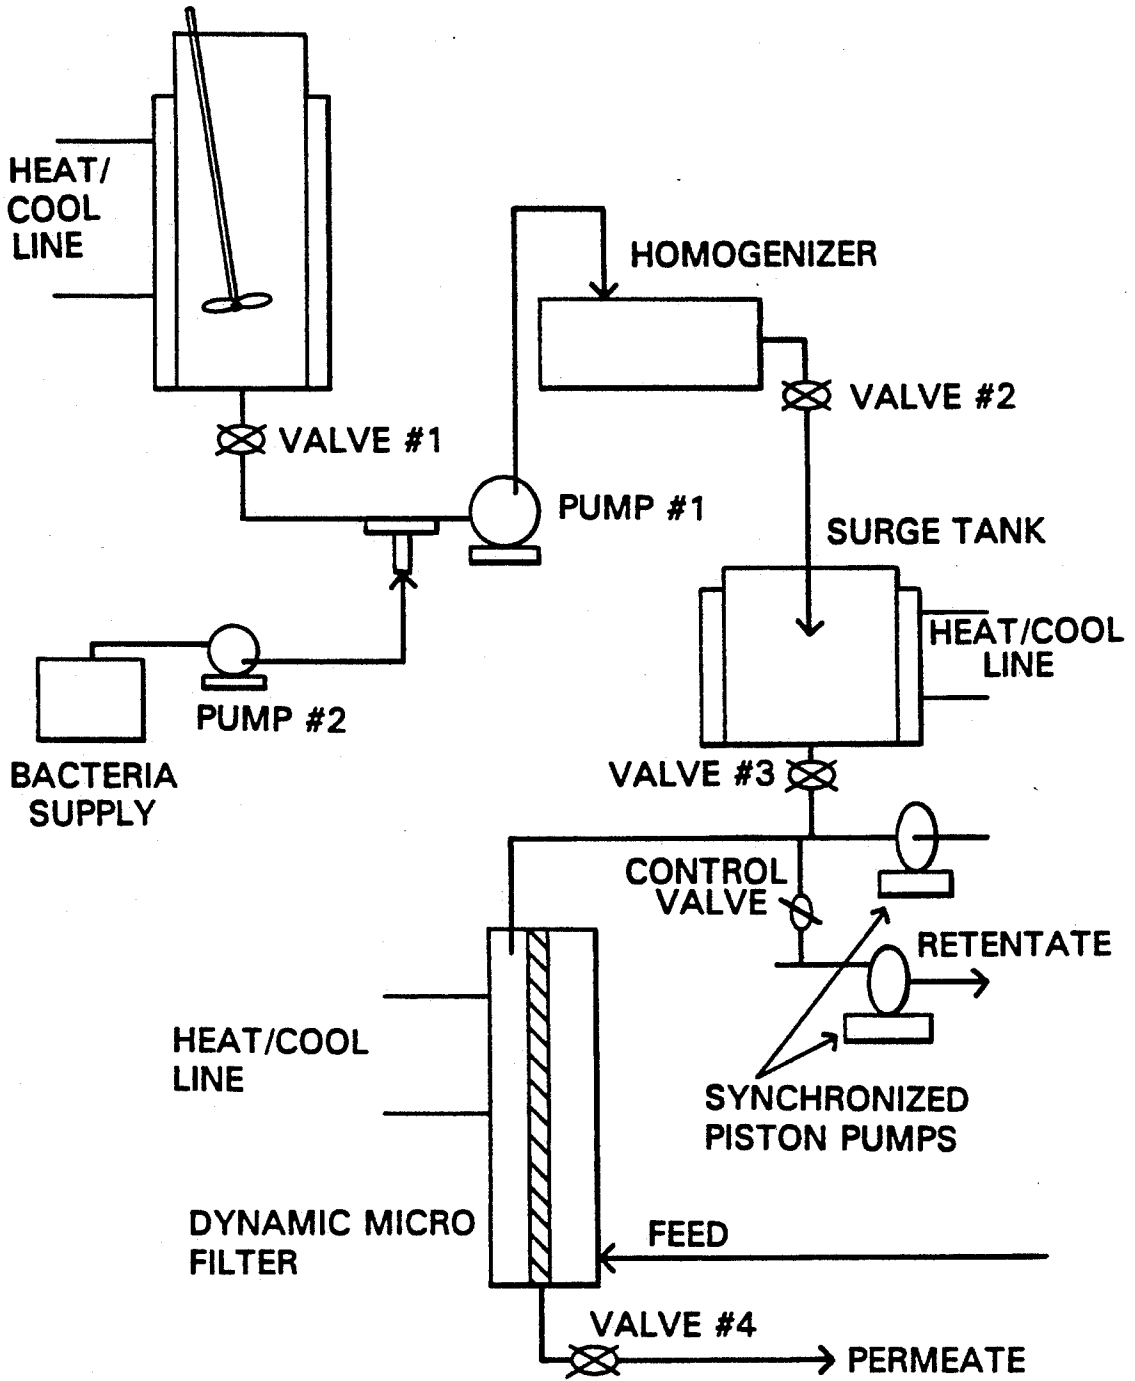 HEAT/
COOL
LINE
HOMOGENIZER
VALVE #2
VALVE #1
PUMP #1
SURGE TANK
HEAT/COOL
LINE
PUMP #2
BACTERIA
SUPPLY
VALVE #3
CONTROL
VALVE
RETENTATE
HEAT/COOL
LINE
SYNCHRONIZED
PISTON PUMPS
DYNAMIC MICRO
FILTER
FEED
VALVE #4
PERMEATE